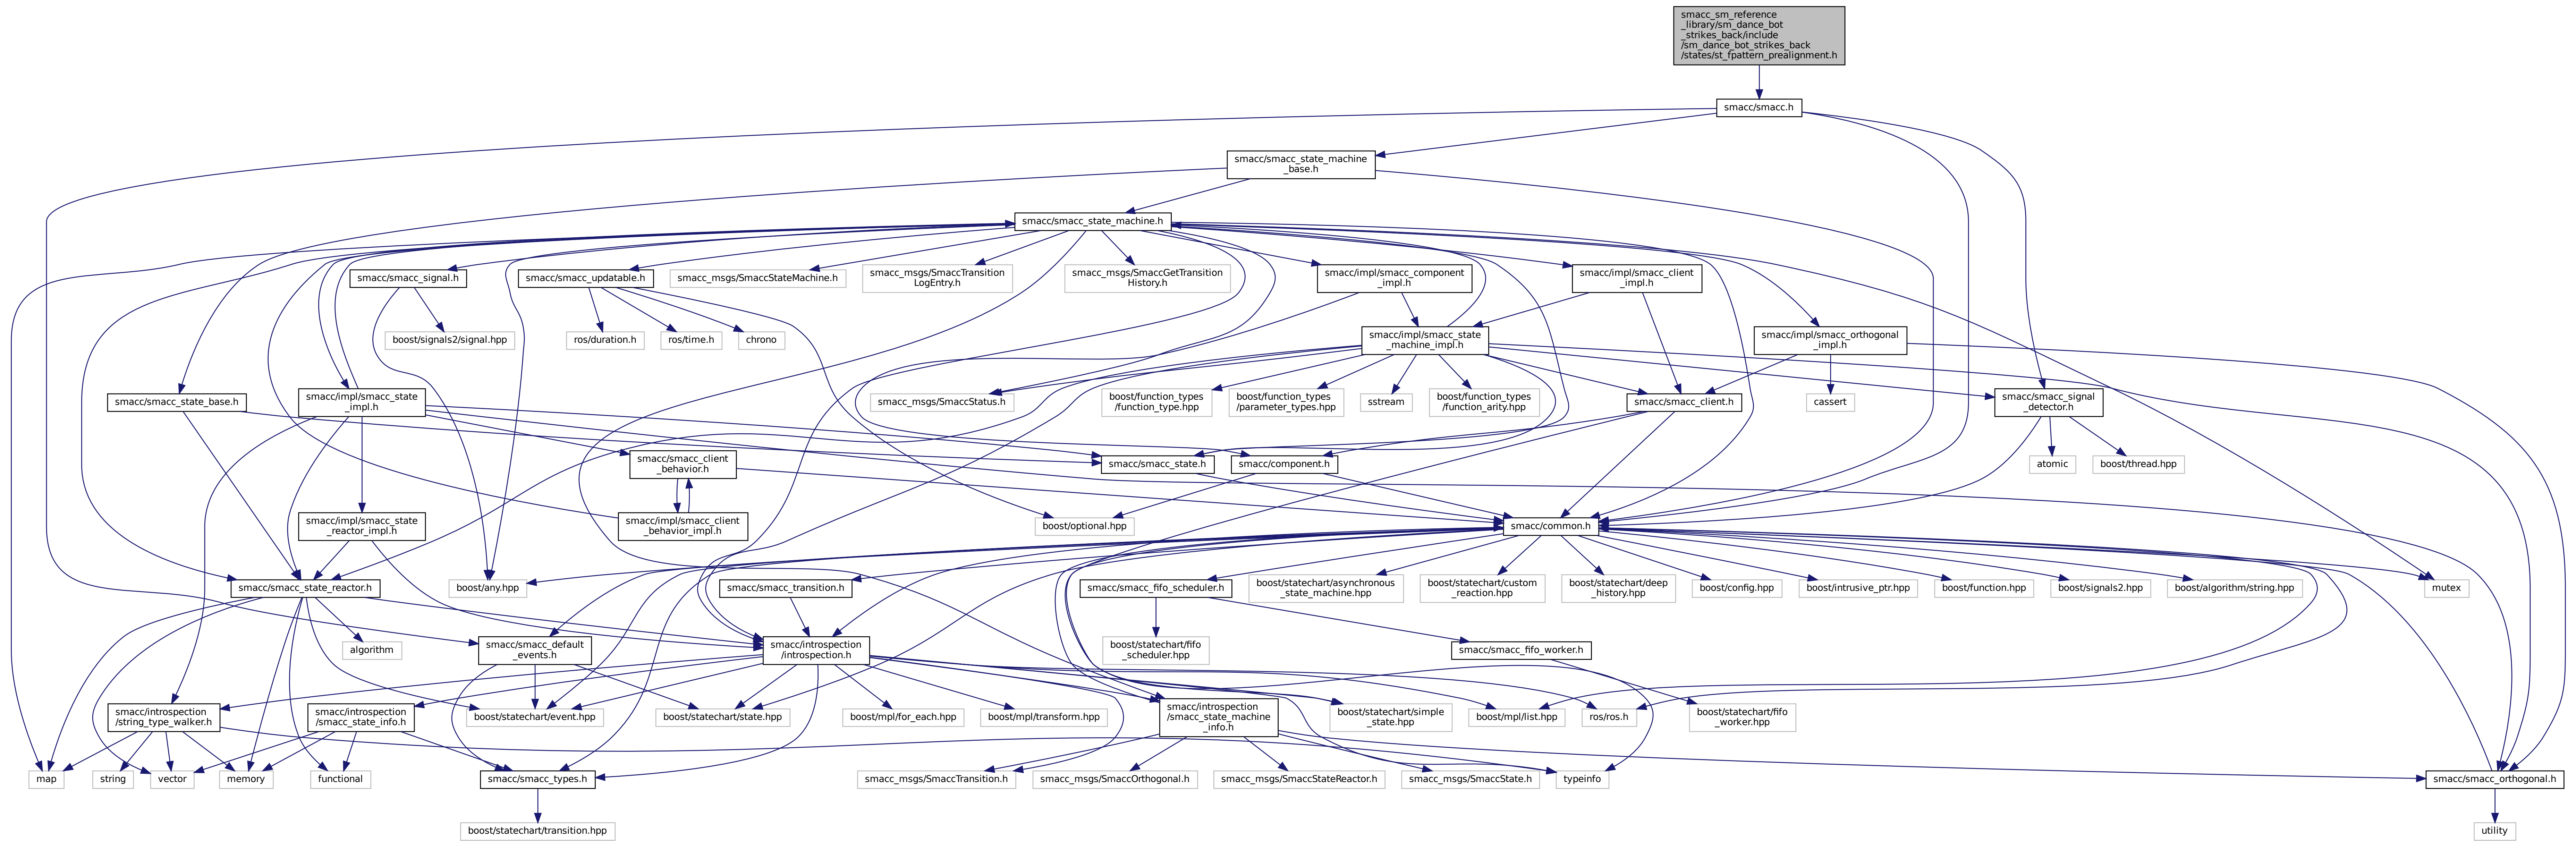 smacc_sm_reference
_library/sm_dance_bot
_strikes_back/include
/sm_dance_bot_strikes_back
/states/st_fpattern_prealignment.h
smacc/smacc.h
smacc/smacc_state_machine
_base.h
smacc/smacc_state_machine.h
smacc/smacc_signal.h
smacc/smacc_updatable.h
smacc_msgs/SmaccStateMachine.h
smacc_msgs/SmaccTransition
LogEntry.h
smacc_msgs/SmaccGetTransition
History.h
smacc/impl/smacc_component
_impl.h
smacc/impl/smacc_client
_impl.h
boost/signals2/signal.hpp
ros/duration.h
ros/time.h
chrono
smacc/impl/smacc_state
_machine_impl.h
smacc/impl/smacc_orthogonal
_impl.h
smacc/smacc_state_base.h
smacc/impl/smacc_state
_impl.h
smacc_msgs/SmaccStatus.h
boost/function_types
/function_type.hpp
boost/function_types
/parameter_types.hpp
sstream
boost/function_types
/function_arity.hpp
smacc/smacc_client.h
cassert
smacc/smacc_signal
_detector.h
smacc/smacc_client
_behavior.h
smacc/smacc_state.h
smacc/component.h
atomic
boost/thread.hpp
smacc/impl/smacc_state
_reactor_impl.h
smacc/impl/smacc_client
_behavior_impl.h
boost/optional.hpp
smacc/common.h
smacc/smacc_state_reactor.h
boost/any.hpp
smacc/smacc_transition.h
smacc/smacc_fifo_scheduler.h
boost/statechart/asynchronous
_state_machine.hpp
boost/statechart/custom
_reaction.hpp
boost/statechart/deep
_history.hpp
boost/config.hpp
boost/intrusive_ptr.hpp
boost/function.hpp
boost/signals2.hpp
boost/algorithm/string.hpp
mutex
algorithm
smacc/smacc_default
_events.h
smacc/introspection
/introspection.h
boost/statechart/fifo
_scheduler.hpp
smacc/smacc_fifo_worker.h
smacc/introspection
/string_type_walker.h
smacc/introspection
/smacc_state_info.h
boost/statechart/event.hpp
boost/statechart/state.hpp
boost/mpl/for_each.hpp
boost/mpl/transform.hpp
smacc/introspection
/smacc_state_machine
_info.h
boost/statechart/simple
_state.hpp
boost/mpl/list.hpp
ros/ros.h
boost/statechart/fifo
_worker.hpp
map
string
vector
memory
functional
smacc/smacc_types.h
smacc_msgs/SmaccTransition.h
smacc_msgs/SmaccOrthogonal.h
smacc_msgs/SmaccStateReactor.h
smacc_msgs/SmaccState.h
typeinfo
smacc/smacc_orthogonal.h
boost/statechart/transition.hpp
utility